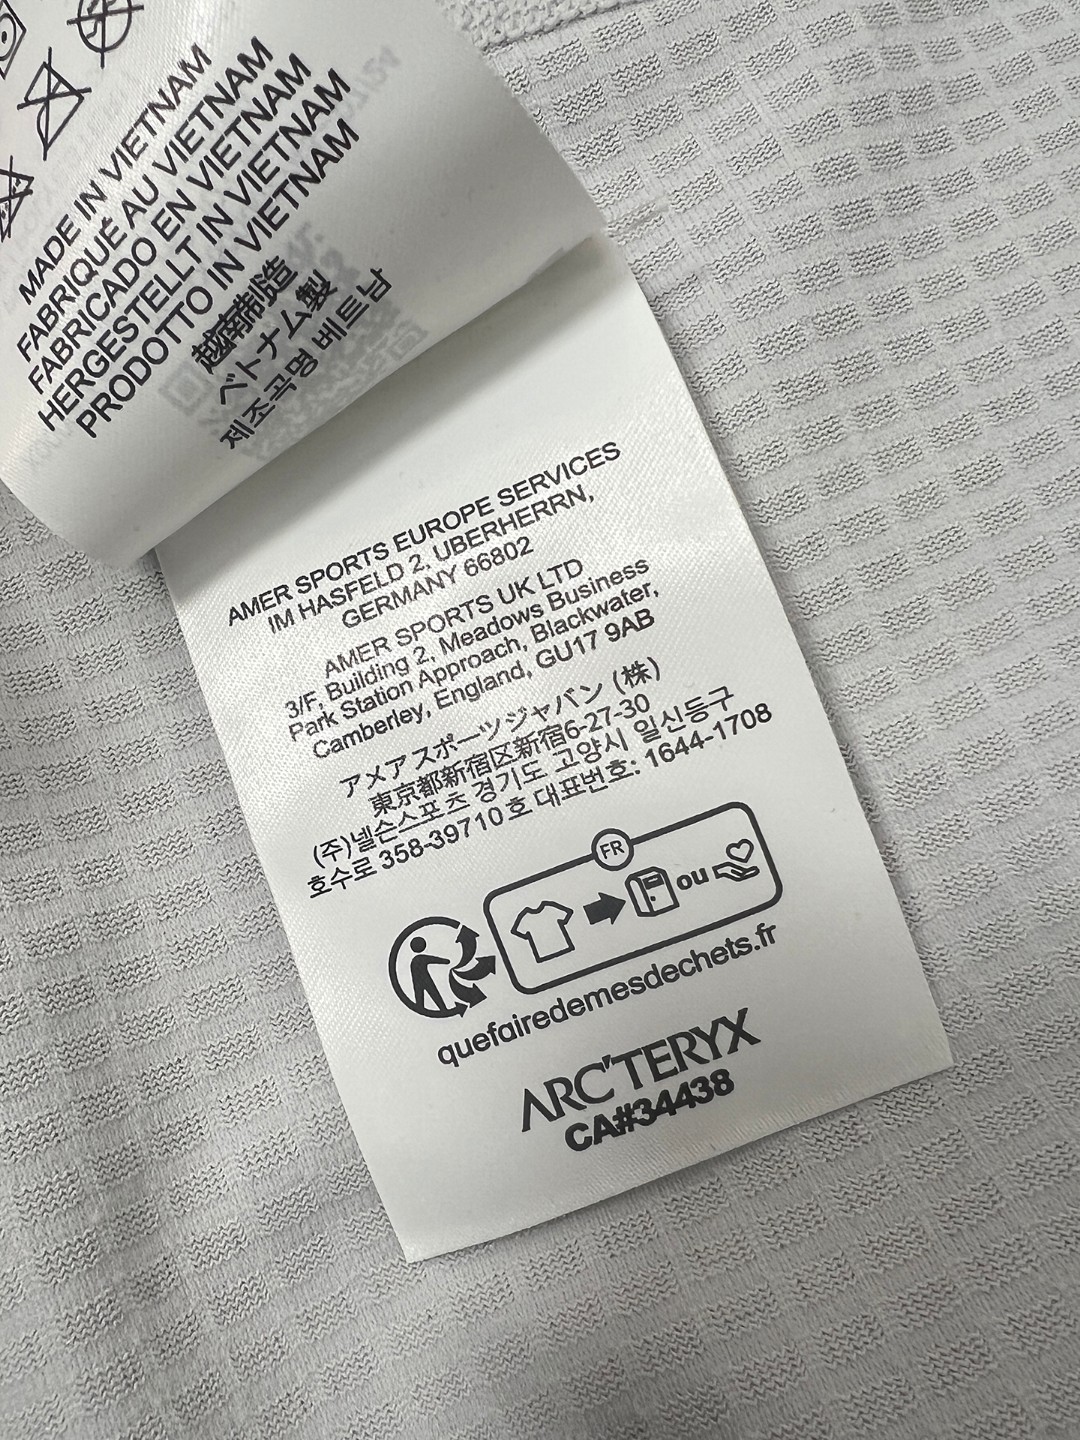 MADE IN VIETNAM
FABRIQUÉ AU VIETNAM
FABRICADO EN VIETNAM
HERGESTELLT IN VIETNAM
PRODOTTO IN VIETNAM
越南制造
ベトナム製
제조국명 베트남
AMER SPORTS EUROPE SERVICES
IM HASFELD 2, UBERHERRN,
GERMANY 66802
AMER SPORTS UK LTD
3/F, Building 2, Meadows Business
Park Station Approach, Blackwater,
Camberley, England, GU17 9AB
アメア スポーツジャパン (株)
東京都新宿区新宿6-27-30
(주)넬슨스포츠 경기도 고양시 일산동구
호수로 358-39710호 대표번호: 1644-1708
FR
ou
quefairedemesdechets.fr
ARC'TERYX
CA#34438